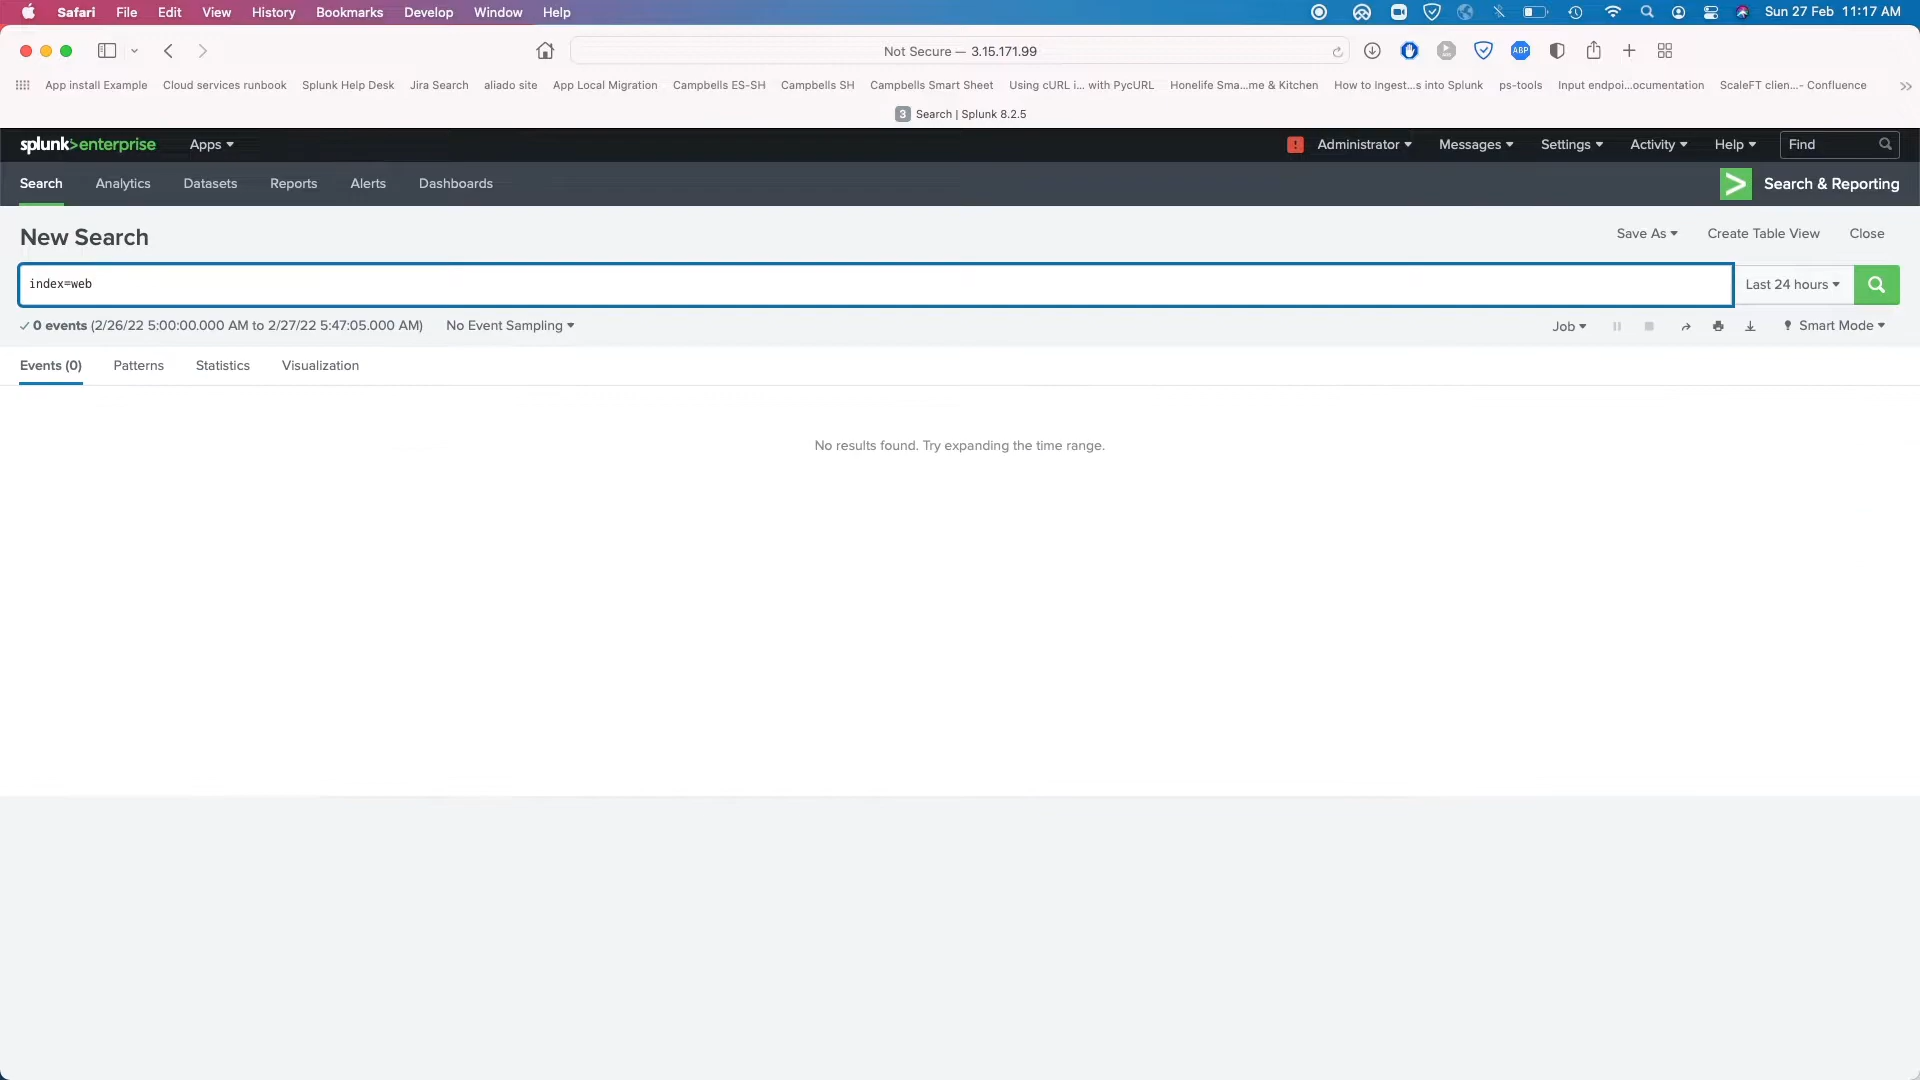 Safari File Edit View History Bookmarks Develop Window Help Sun 27 Feb 11:17 AM
Not Secure — 3.15.171.99
ABP
App install Example Cloud services runbook Splunk Help Desk Jira Search aliado site App Local Migration Campbells ES-SH Campbells SH Campbells Smart Sheet Using cURL i... with PycURL Honelife Sma...me & Kitchen How to ingest...s into Splunk ps-tools Input endpoi...ocumentation ScaleFT clien...- Confluence
3 Search | Splunk 8.2.5
splunk>enterprise Apps ! Administrator Messages Settings Activity Help Find
Search Analytics Datasets Reports Alerts Dashboards > Search & Reporting
New Search Save As Create Table View Close
index=web Last 24 hours
✓ 0 events (2/26/22 5:00:00.000 AM to 2/27/22 5:47:05.000 AM) No Event Sampling Job Smart Mode
Events (0) Patterns Statistics Visualization
No results found. Try expanding the time range.